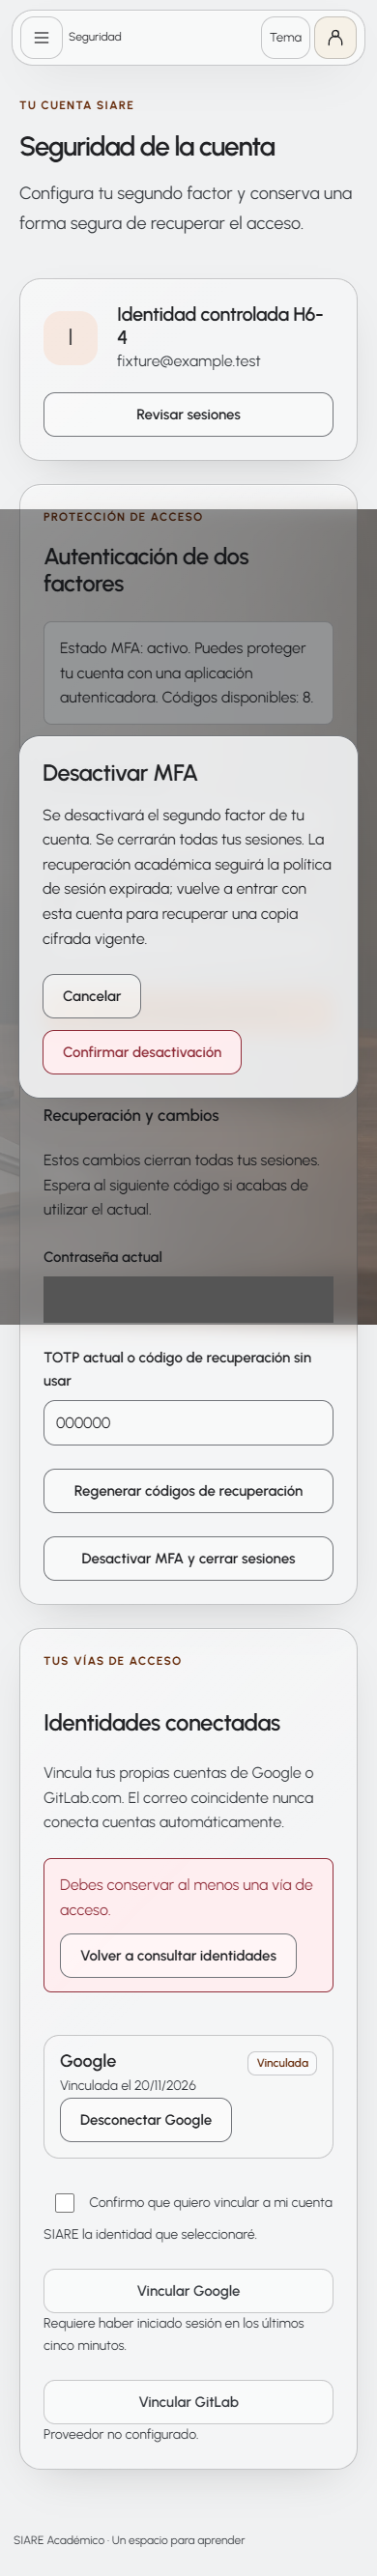 Seguridad
Tema
TU CUENTA SIARE
Seguridad de la cuenta
Configura tu segundo factor y conserva una
forma segura de recuperar el acceso.
I
Identidad controlada H6-
4
fixture@example.test
Revisar sesiones
PROTECCIÓN DE ACCESO
Autenticación de dos
factores
Estado MFA: activo. Puedes proteger
tu cuenta con una aplicación
autenticadora. Códigos disponibles: 8.
Desactivar MFA
Se desactivará el segundo factor de tu
cuenta. Se cerrarán todas tus sesiones. La
recuperación académica seguirá la política
de sesión expirada; vuelve a entrar con
esta cuenta para recuperar una copia
cifrada vigente.
Cancelar
Confirmar desactivación
Recuperación y cambios
Estos cambios cierran todas tus sesiones.
Espera al siguiente código si acabas de
utilizar el actual.
Contraseña actual
TOTP actual o código de recuperación sin
usar
000000
Regenerar códigos de recuperación
Desactivar MFA y cerrar sesiones
TUS VÍAS DE ACCESO
Identidades conectadas
Vincula tus propias cuentas de Google o
GitLab.com. El correo coincidente nunca
conecta cuentas automáticamente.
Debes conservar al menos una vía de
acceso.
Volver a consultar identidades
Google
Vinculada
Vinculada el 20/11/2026
Desconectar Google
Confirmo que quiero vincular a mi cuenta
SIARE la identidad que seleccionaré.
Vincular Google
Requiere haber iniciado sesión en los últimos
cinco minutos.
Vincular GitLab
Proveedor no configurado.
SIARE Académico · Un espacio para aprender